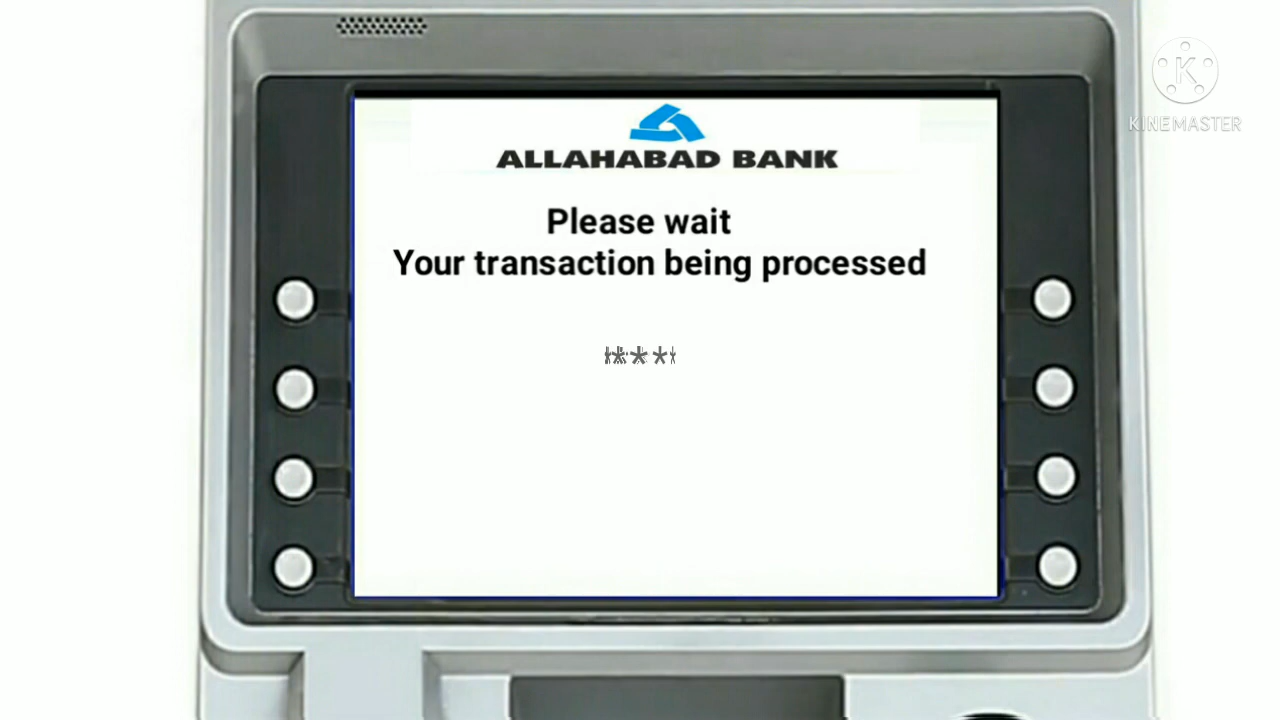 ALLAHABAD BANK
Please wait
Your transaction being processed
KINEMASTER